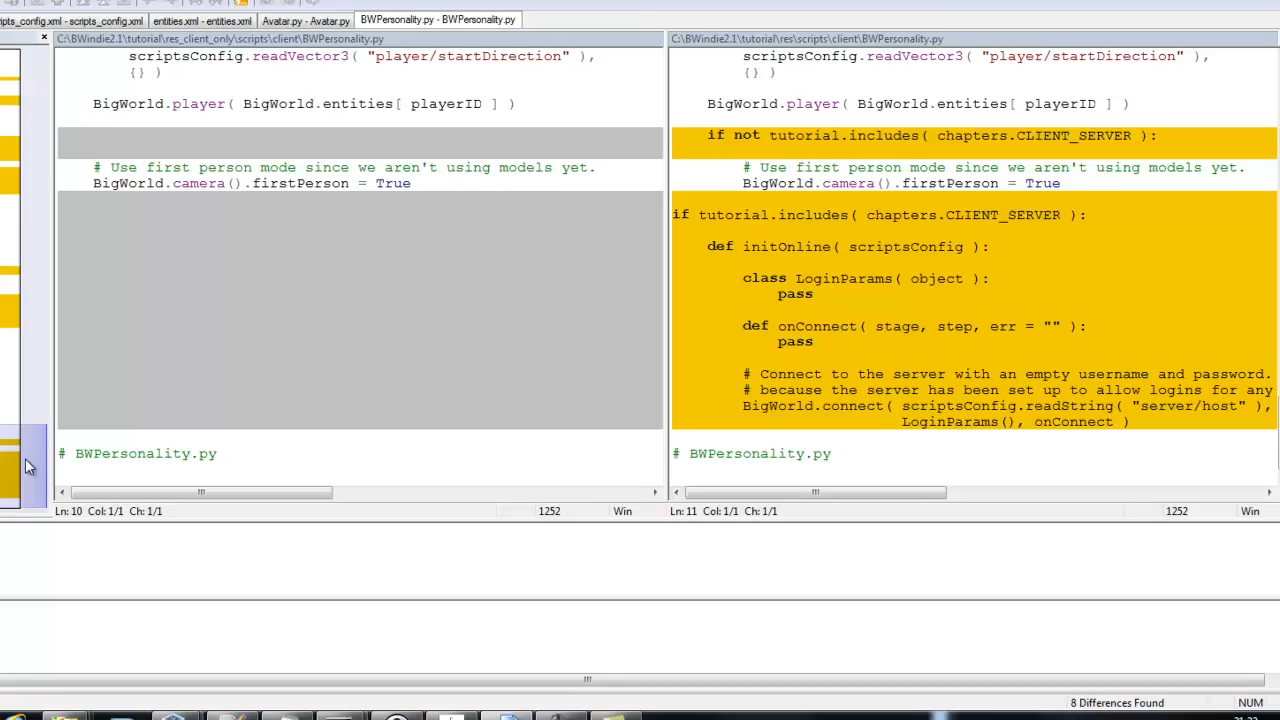 ipts_config.xml - scripts_config.xml
entities.xml - entities.xml
Avatar.py - Avatar.py
BWPersonality.py - BWPersonality.py
C:\BWindie2.1\tutorial\res_client_only\scripts\client\BWPersonality.py
scriptsConfig.readVector3( "player/startDirection" ),
{} )
BigWorld.player( BigWorld.entities[ playerID ] )
# Use first person mode since we aren't using models yet.
BigWorld.camera().firstPerson = True
# BWPersonality.py
Ln: 10 Col: 1/1 Ch: 1/1
1252
Win
C:\BWindie2.1\tutorial\res\scripts\client\BWPersonality.py
scriptsConfig.readVector3( "player/startDirection" ),
{} )
BigWorld.player( BigWorld.entities[ playerID ] )
if not tutorial.includes( chapters.CLIENT_SERVER ):
# Use first person mode since we aren't using models yet.
BigWorld.camera().firstPerson = True
if tutorial.includes( chapters.CLIENT_SERVER ):
def initOnline( scriptsConfig ):
class LoginParams( object ):
pass
def onConnect( stage, step, err = "" ):
pass
# Connect to the server with an empty username and password.
# because the server has been set up to allow logins for any
BigWorld.connect( scriptsConfig.readString( "server/host" ),
LoginParams(), onConnect )
# BWPersonality.py
Ln: 11 Col: 1/1 Ch: 1/1
1252
Win
8 Differences Found
NUM